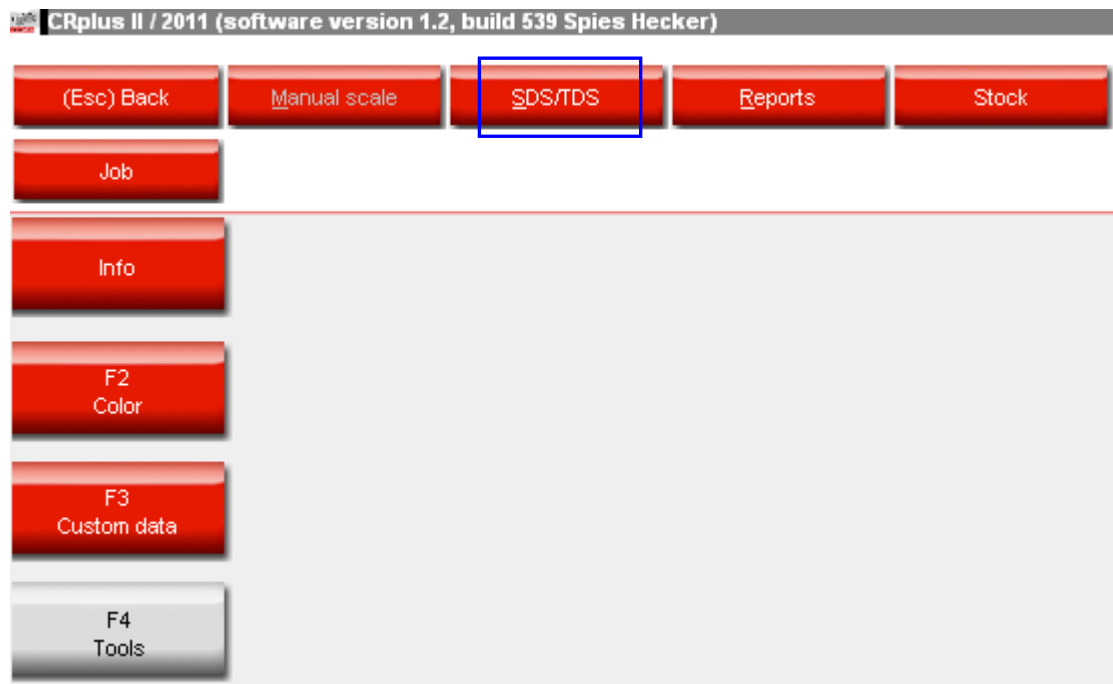 CRplus II / 2011 (software version 1.2, build 539 Spies Hecker)
(Esc) Back Manual scale SDS/TDS Reports Stock
Job
Info
F2
Color
F3
Custom data
F4
Tools